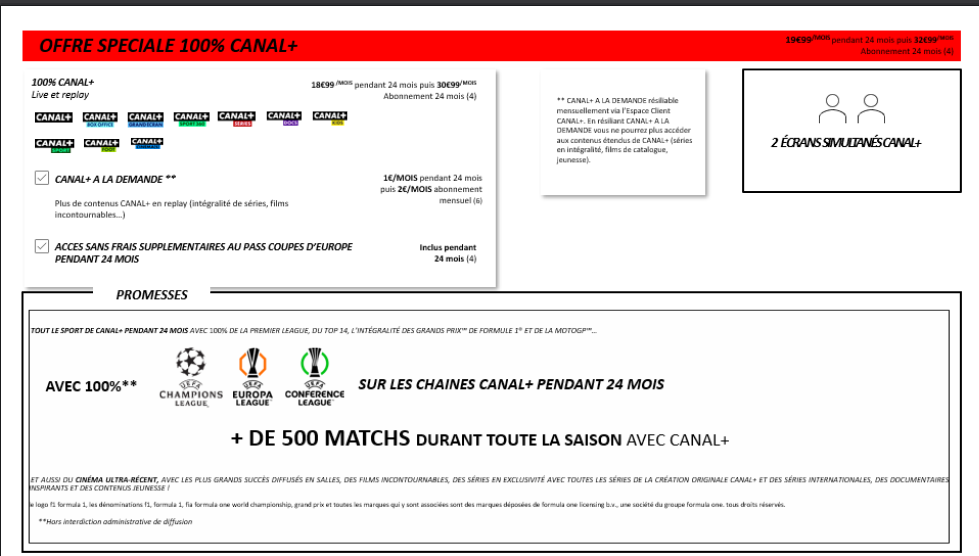 OFFRE SPECIALE 100% CANAL+
19€99/MOIS pendant 24 mois puis 32€99/MOIS
Abonnement 24 mois (4)
100% CANAL+
Live et replay
18€99/MOIS pendant 24 mois puis 30€99/MOIS
Abonnement 24 mois (4)
CANAL+ CANAL+ BOX OFFICE CANAL+ GRAND ECRAN CANAL+ SPORT 360 CANAL+ SERIES CANAL+ DOCS CANAL+ KIDS
CANAL+ SPORT CANAL+ FOOT CANAL+
CANAL+ A LA DEMANDE **
1€/MOIS pendant 24 mois
puis 2€/MOIS abonnement
mensuel (6)
Plus de contenus CANAL+ en replay (intégralité de séries, films
incontournables...)
ACCES SANS FRAIS SUPPLEMENTAIRES AU PASS COUPES D'EUROPE
PENDANT 24 MOIS
Inclus pendant
24 mois (4)
** CANAL+ A LA DEMANDE résiliable
mensuellement via l'Espace Client
CANAL+. En résiliant CANAL+ A LA
DEMANDE vous ne pourrez plus accéder
aux contenus étendus de CANAL+ (séries
en intégralité, films de catalogue,
jeunesse).
2 ÉCRANS SIMULTANÉS CANAL+
PROMESSES
TOUT LE SPORT DE CANAL+ PENDANT 24 MOIS AVEC 100% DE LA PREMIER LEAGUE, DU TOP 14, L'INTÉGRALITÉ DES GRANDS PRIX™ DE FORMULE 1® ET DE LA MOTOGP™...
AVEC 100%**
UEFA
CHAMPIONS
LEAGUE
UEFA
EUROPA
LEAGUE
UEFA
CONFERENCE
LEAGUE
SUR LES CHAINES CANAL+ PENDANT 24 MOIS
+ DE 500 MATCHS DURANT TOUTE LA SAISON AVEC CANAL+
ET AUSSI DU CINÉMA ULTRA-RÉCENT, AVEC LES PLUS GRANDS SUCCÈS DIFFUSÉS EN SALLES, DES FILMS INCONTOURNABLES, DES SÉRIES EN EXCLUSIVITÉ AVEC TOUTES LES SÉRIES DE LA CRÉATION ORIGINALE CANAL+ ET DES SÉRIES INTERNATIONALES, DES DOCUMENTAIRES
INSPIRANTS ET DES CONTENUS JEUNESSE !
le logo f1 formula 1, les dénominations f1, formula 1, fia formula one world championship, grand prix et toutes les marques qui y sont associées sont des marques déposées de formula one licensing b.v., une société du groupe formula one. tous droits réservés.
**Hors interdiction administrative de diffusion